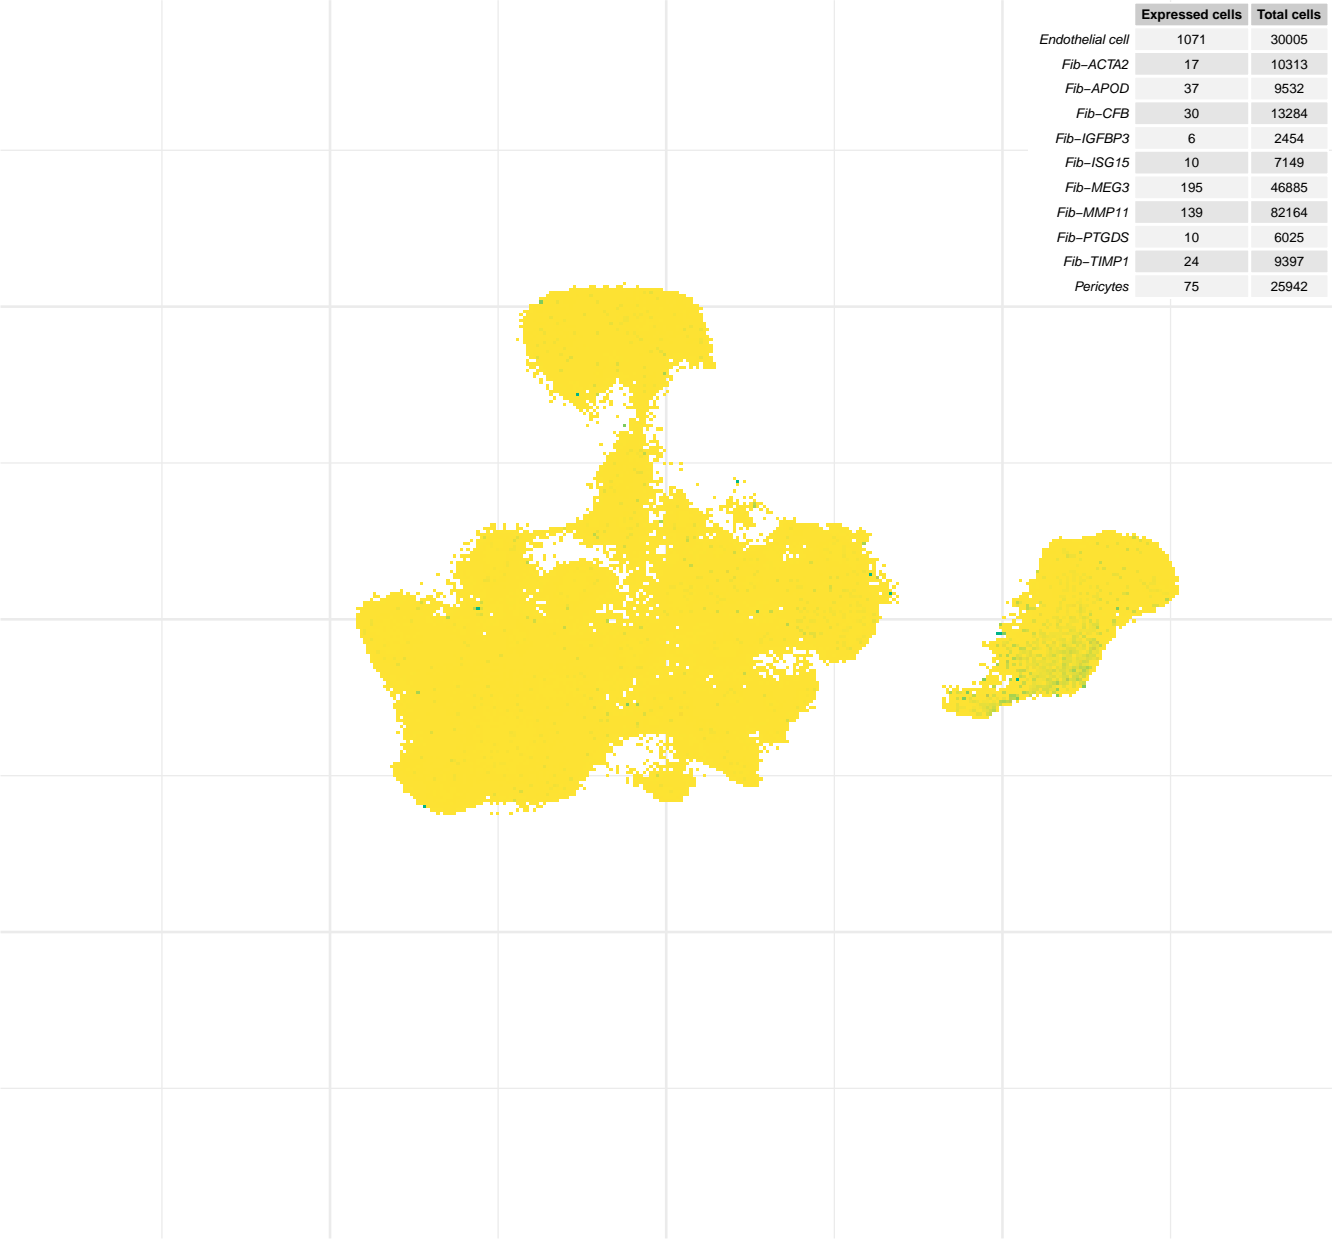 Expressed cells Total cells
Endothelial cell 1071 30005
Fib−ACTA2 17 10313
Fib−APOD 37 9532
Fib−CFB 30 13284
Fib−IGFBP3 6 2454
Fib−ISG15 10 7149
Fib−MEG3 195 46885
Fib−MMP11 139 82164
Fib−PTGDS 10 6025
Fib−TIMP1 24 9397
Pericytes 75 25942